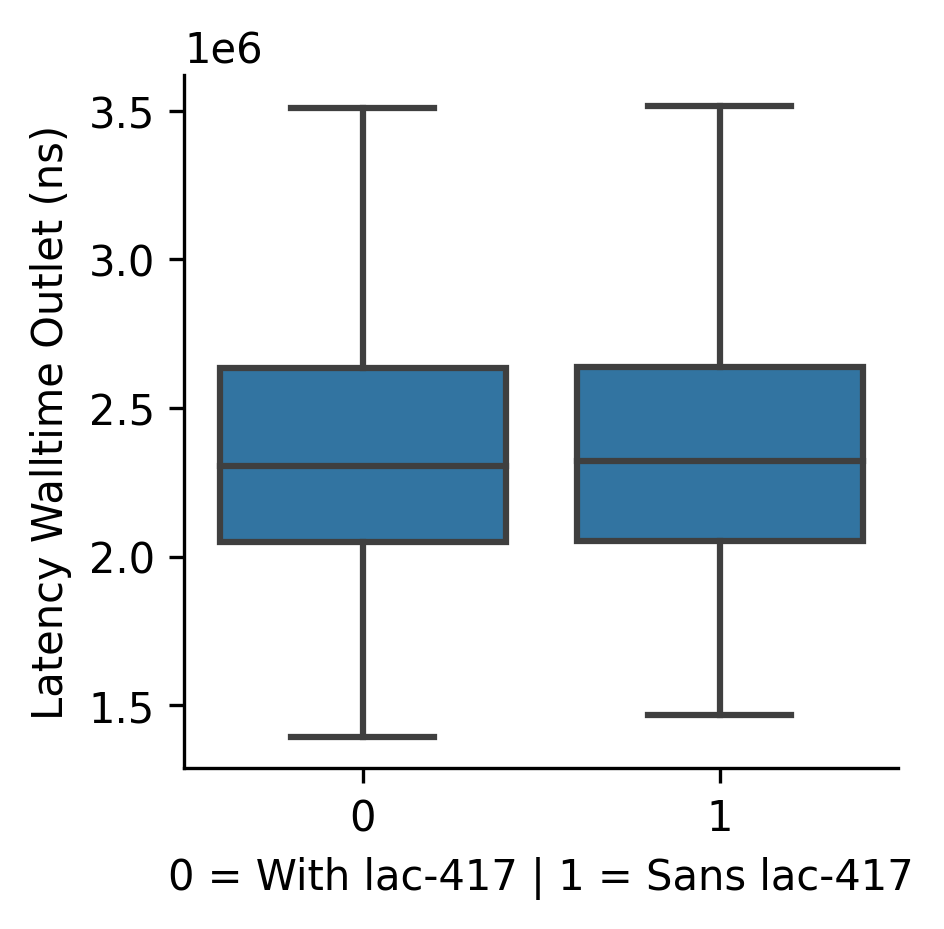 1e6
3.5
3.0
2.5
2.0
1.5
Latency Walltime Outlet (ns)
0
1
0 = With lac-417 | 1 = Sans lac-417